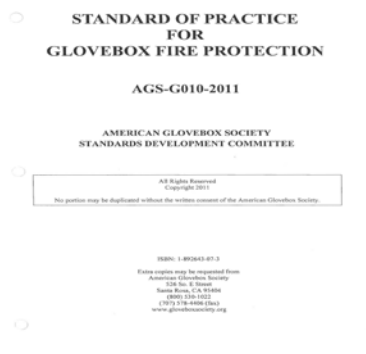 STANDARD OF PRACTICE
FOR
GLOVEBOX FIRE PROTECTION
AGS-G010-2011
AMERICAN GLOVEBOX SOCIETY
STANDARDS DEVELOPMENT COMMITTEE
All Rights Reserved
Copyright 2011
No portion may be duplicated without the written consent of the American Glovebox Society.
ISBN: 1-892643-07-3
Extra copies may be requested from
American Glovebox Society
526 So. E Street
Santa Rosa, CA 95404
(800) 530-1022
(707) 578-4406 (fax)
www.gloveboxsociety.org